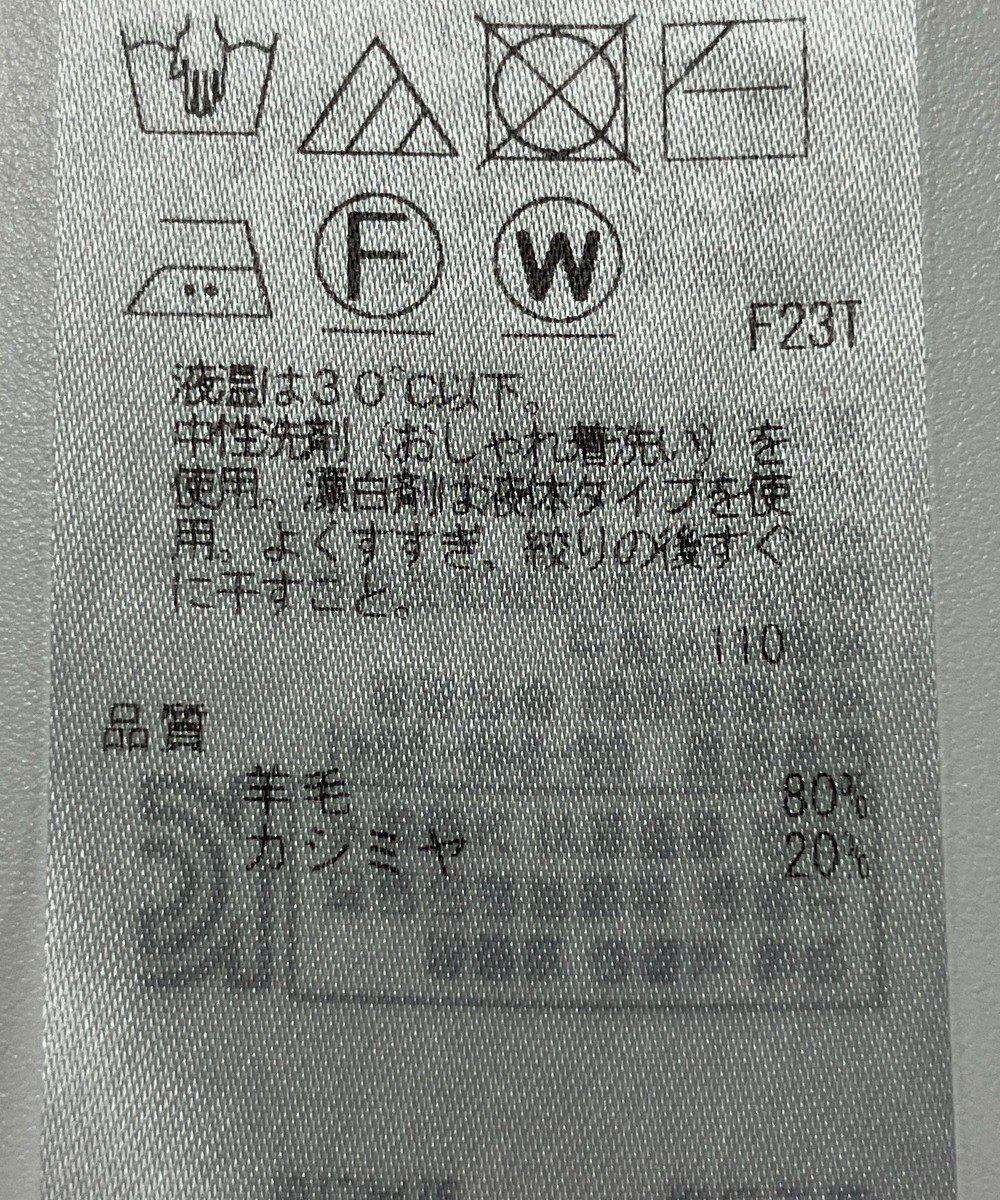 F
W
F23T
液温は30℃以下。
中性洗剤（おしゃれ着洗い）を
使用。漂白剤は液体タイプを使
用。よくすすぎ、絞りの後すぐ
に干すこと。
110
品質
羊毛 80%
カシミヤ 20%